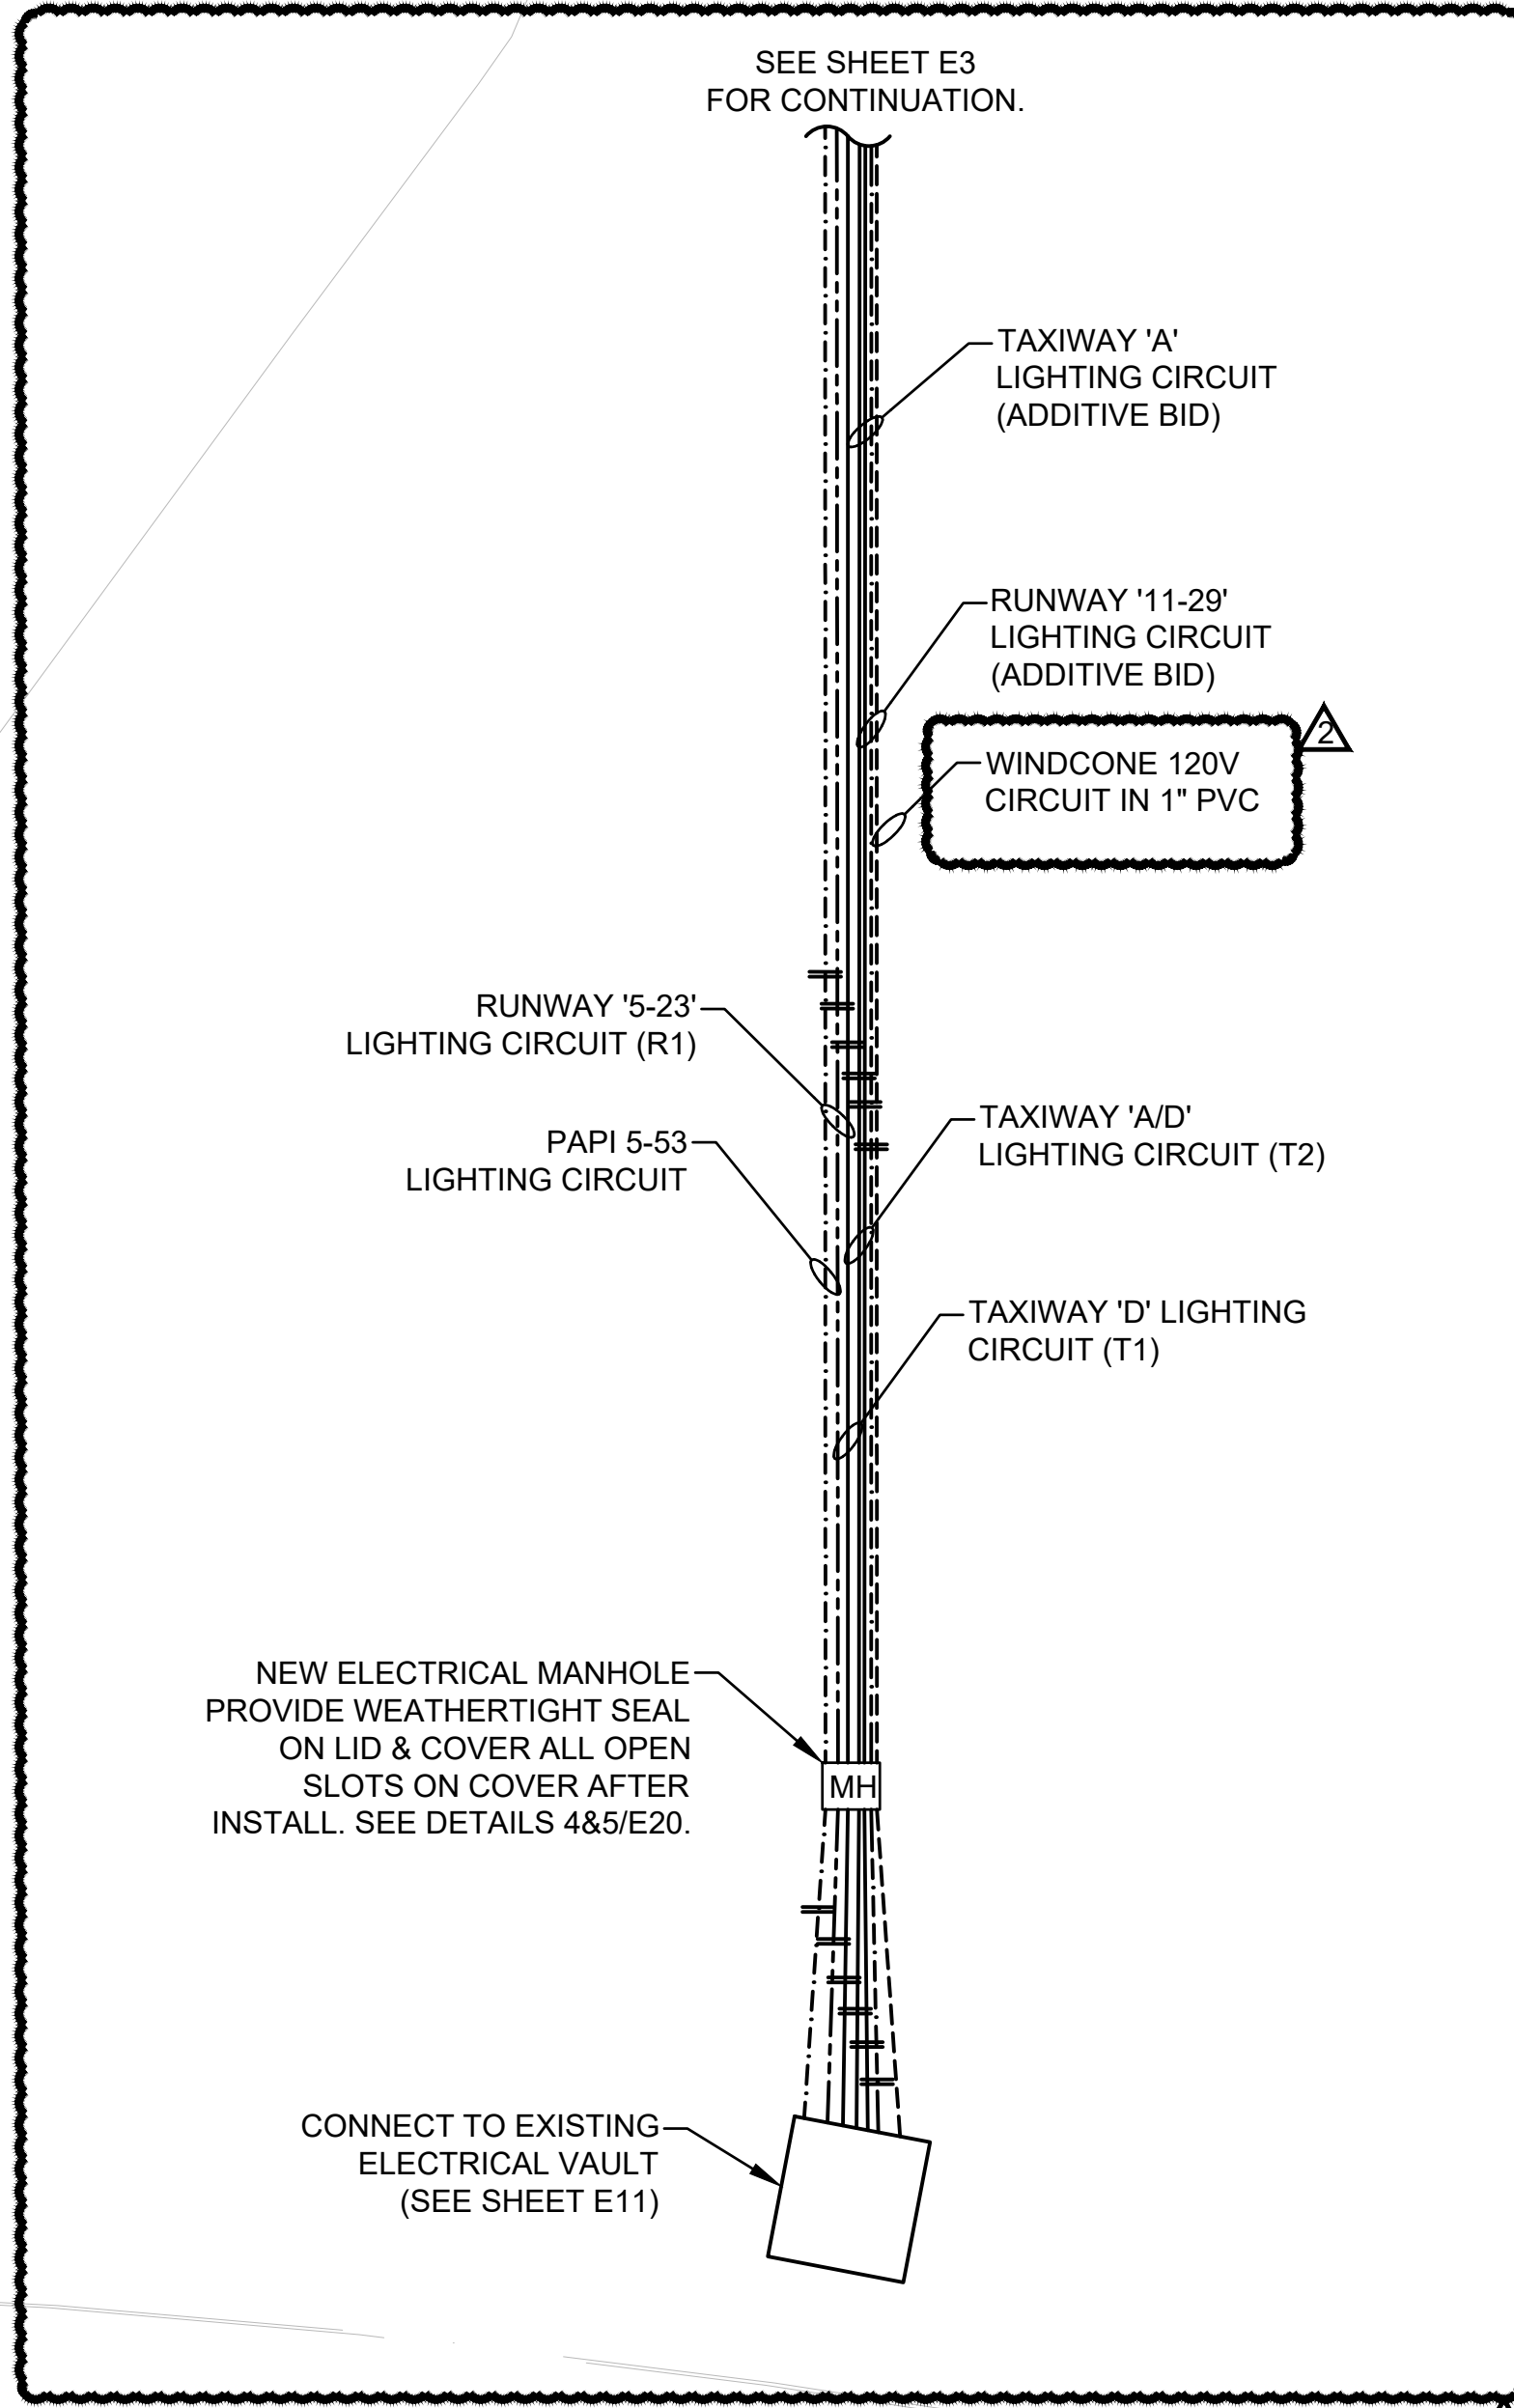 SEE SHEET E3
FOR CONTINUATION.
TAXIWAY 'A'
LIGHTING CIRCUIT
(ADDITIVE BID)
RUNWAY '11-29'
LIGHTING CIRCUIT
(ADDITIVE BID)
2
WINDCONE 120V
CIRCUIT IN 1" PVC
RUNWAY '5-23'
LIGHTING CIRCUIT (R1)
PAPI 5-53
LIGHTING CIRCUIT
TAXIWAY 'A/D'
LIGHTING CIRCUIT (T2)
TAXIWAY 'D' LIGHTING
CIRCUIT (T1)
NEW ELECTRICAL MANHOLE
PROVIDE WEATHERTIGHT SEAL
ON LID & COVER ALL OPEN
SLOTS ON COVER AFTER
INSTALL. SEE DETAILS 4&5/E20.
MH
CONNECT TO EXISTING
ELECTRICAL VAULT
(SEE SHEET E11)